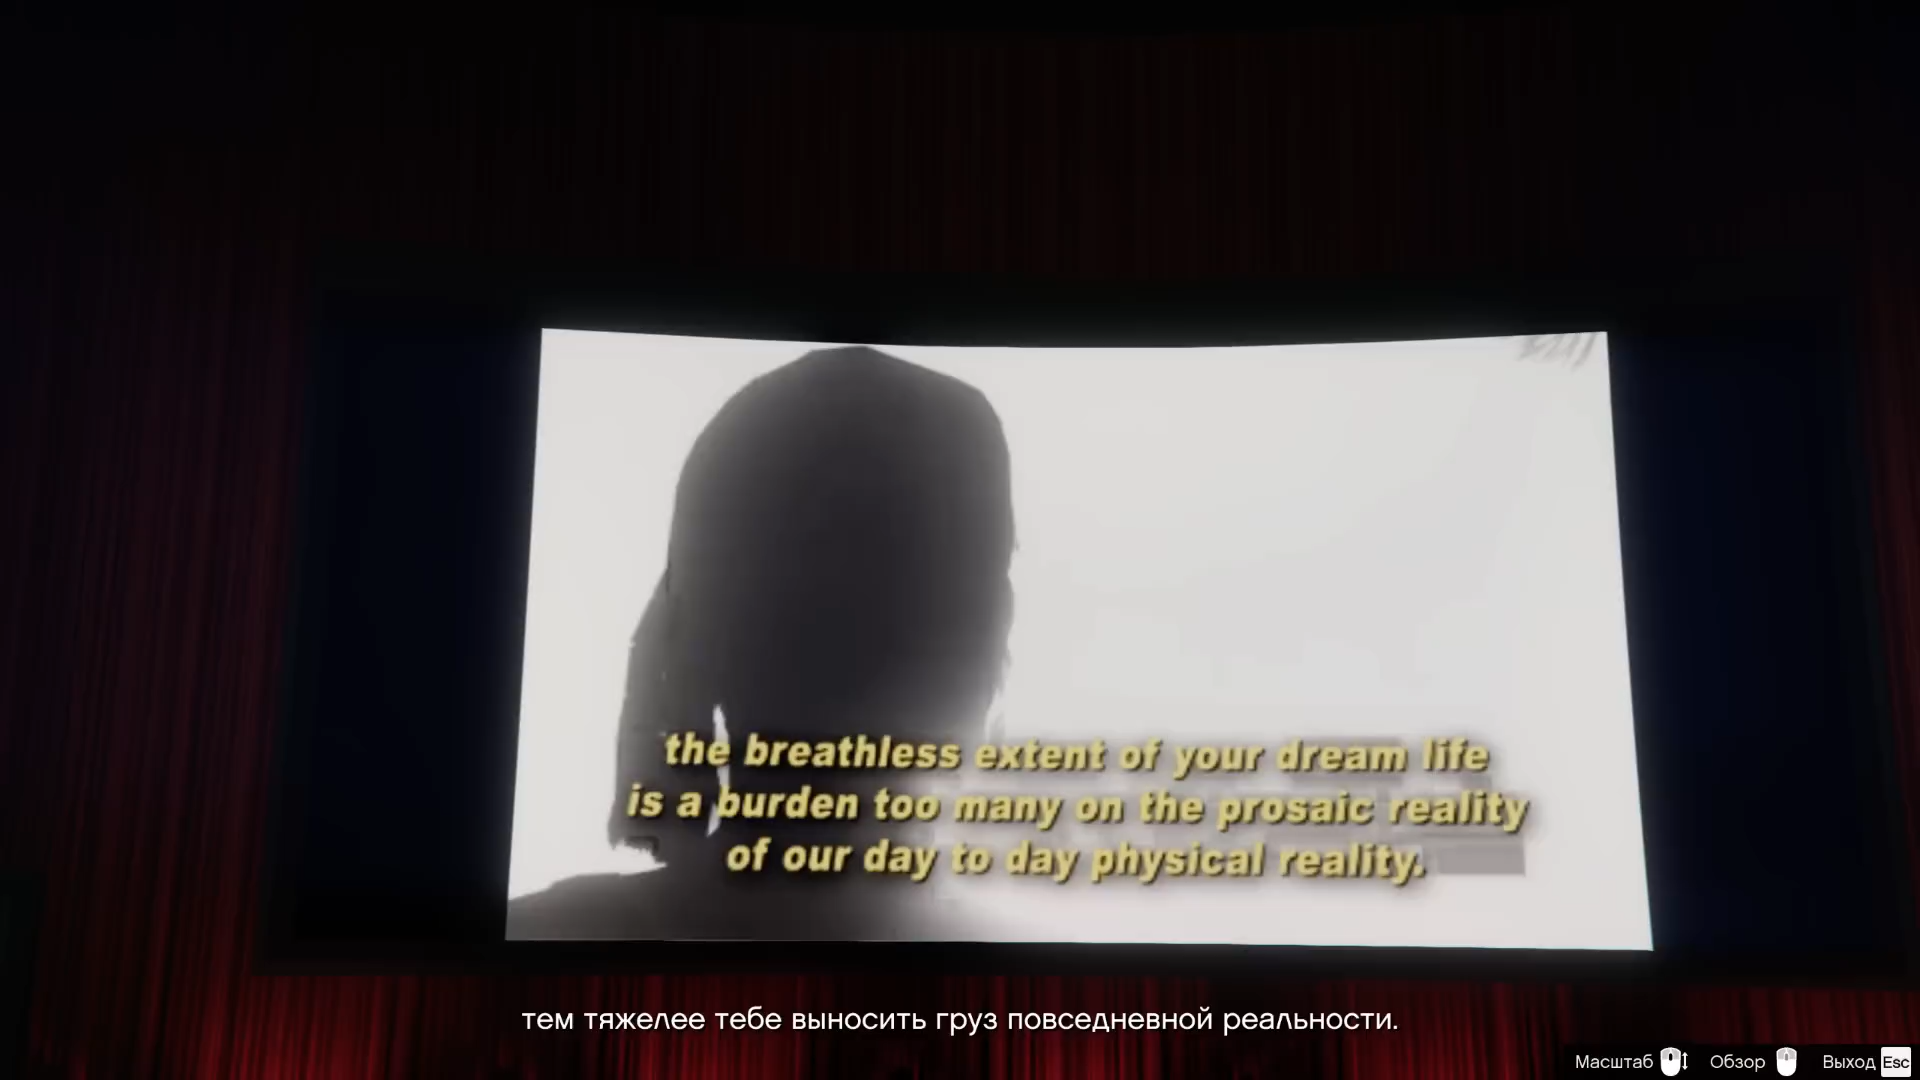 the breathless extent of your dream life
is a burden too many on the prosaic reality
of our day to day physical reality.
тем тяжелее тебе выносить груз повседневной реальности.
Масштаб Обзор Выход Esc